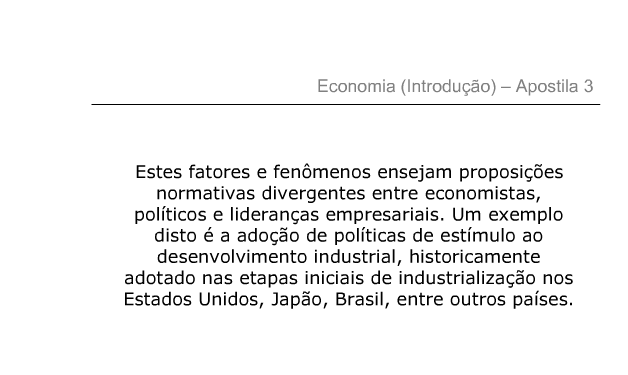 Economia (Introdução) – Apostila 3
Estes fatores e fenômenos ensejam proposições
normativas divergentes entre economistas,
políticos e lideranças empresariais. Um exemplo
disto é a adoção de políticas de estímulo ao
desenvolvimento industrial, historicamente
adotado nas etapas iniciais de industrialização nos
Estados Unidos, Japão, Brasil, entre outros países.